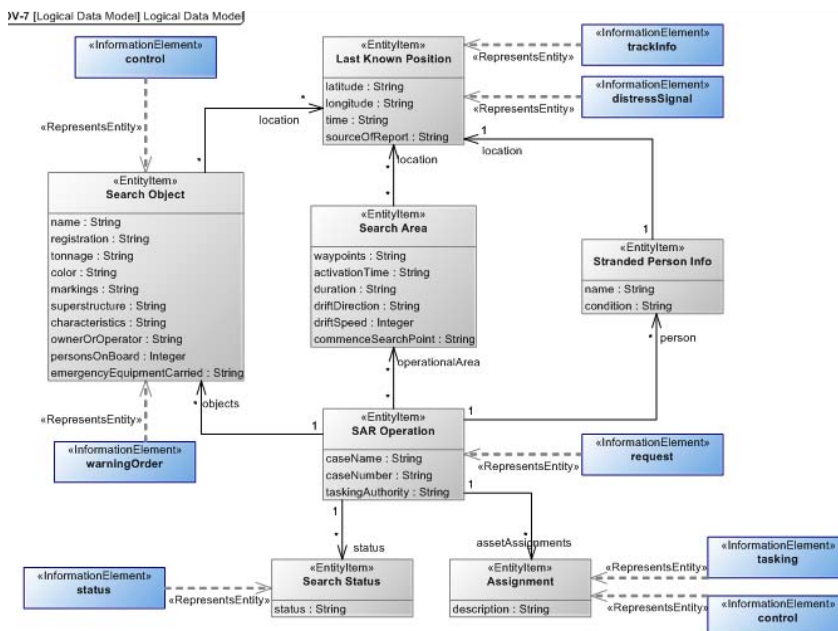 OV-7 [Logical Data Model] Logical Data Model
«InformationElement»
control
«RepresentsEntity»
«EntityItem»
Last Known Position
latitude : String
longitude : String
time : String
sourceOfReport : String
«InformationElement»
trackInfo
«RepresentsEntity»
«InformationElement»
distressSignal
«RepresentsEntity»
*
location
*
*
location
*
1
location
1
«EntityItem»
Search Object
name : String
registration : String
tonnage : String
color : String
markings : String
superstructure : String
characteristics : String
ownerOrOperator : String
personsOnBoard : Integer
emergencyEquipmentCarried : String
«EntityItem»
Search Area
waypoints : String
activationTime : String
duration : String
driftDirection : String
driftSpeed : Integer
commenceSearchPoint : String
«EntityItem»
Stranded Person Info
name : String
condition : String
*
person
1
*
operationalArea
*
*
objects
1
«RepresentsEntity»
«InformationElement»
warningOrder
«EntityItem»
SAR Operation
caseName : String
caseNumber : String
taskingAuthority : String
«InformationElement»
request
«RepresentsEntity»
1
*
status
1
*
assetAssignments
«InformationElement»
status
«RepresentsEntity»
«EntityItem»
Search Status
status : String
«EntityItem»
Assignment
description : String
«InformationElement»
tasking
«RepresentsEntity»
«InformationElement»
control
«RepresentsEntity»